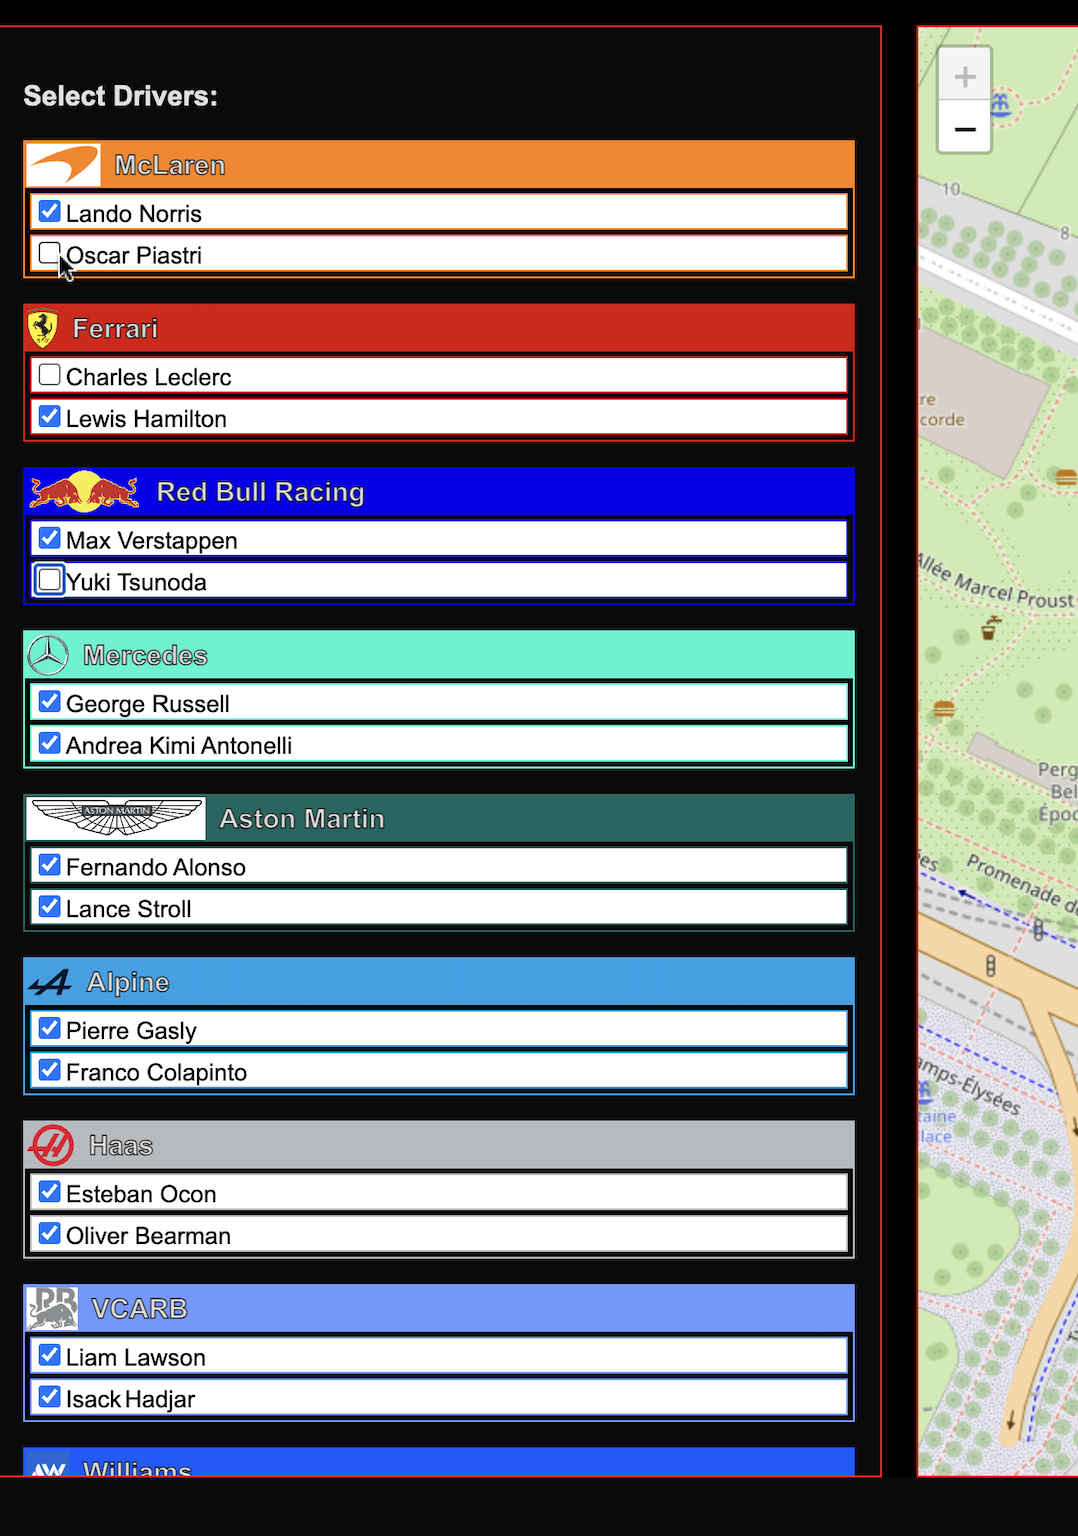 Select Drivers:
McLaren
Lando Norris
Oscar Piastri
Ferrari
Charles Leclerc
Lewis Hamilton
Red Bull Racing
Max Verstappen
Yuki Tsunoda
Mercedes
George Russell
Andrea Kimi Antonelli
ASTON MARTIN
Aston Martin
Fernando Alonso
Lance Stroll
Alpine
Pierre Gasly
Franco Colapinto
Haas
Esteban Ocon
Oliver Bearman
VCARB
Liam Lawson
Isack Hadjar
Williams
+
−
10
8
re
corde
Allée Marcel Proust
Perg
Bel
Époq
es
Promenade de
amps-Élysées
taine
lace